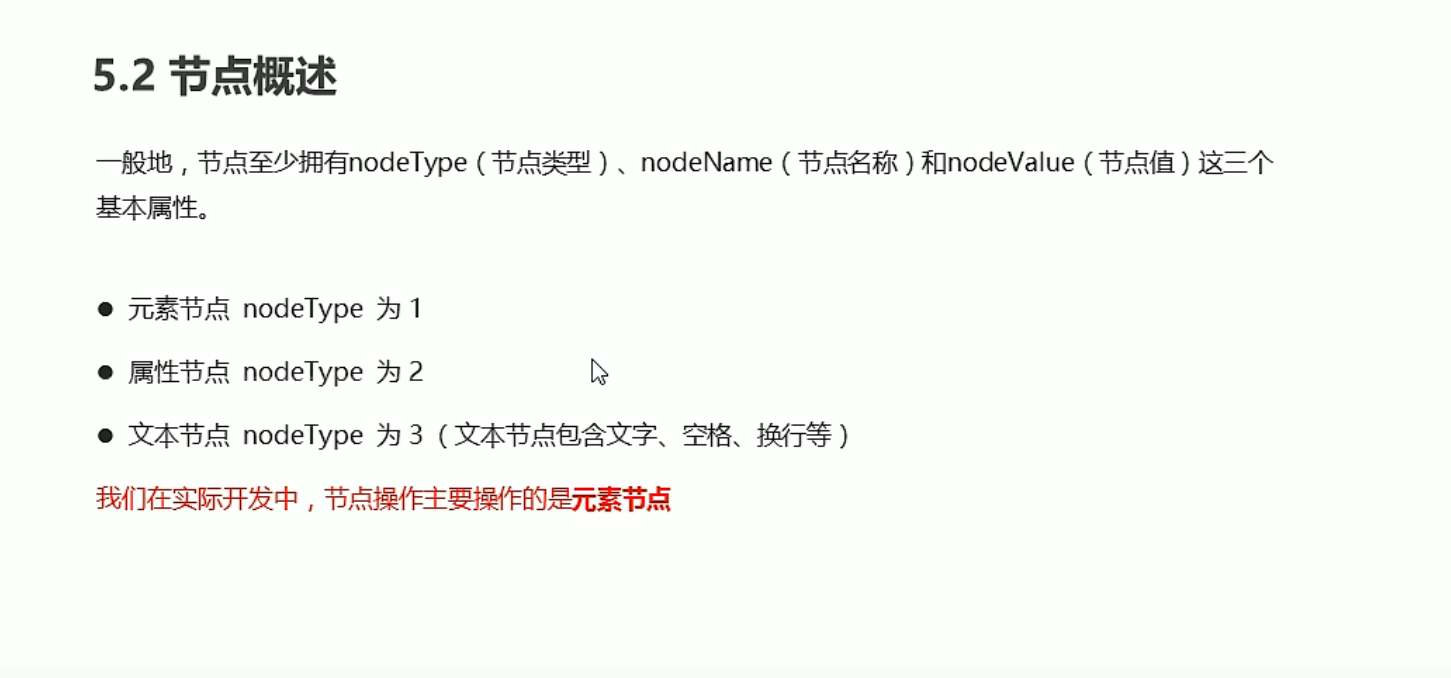 5.2 节点概述
一般地，节点至少拥有nodeType（节点类型）、nodeName（节点名称）和nodeValue（节点值）这三个
基本属性。
● 元素节点 nodeType 为 1
● 属性节点 nodeType 为 2
● 文本节点 nodeType 为 3（文本节点包含文字、空格、换行等）
我们在实际开发中，节点操作主要操作的是元素节点